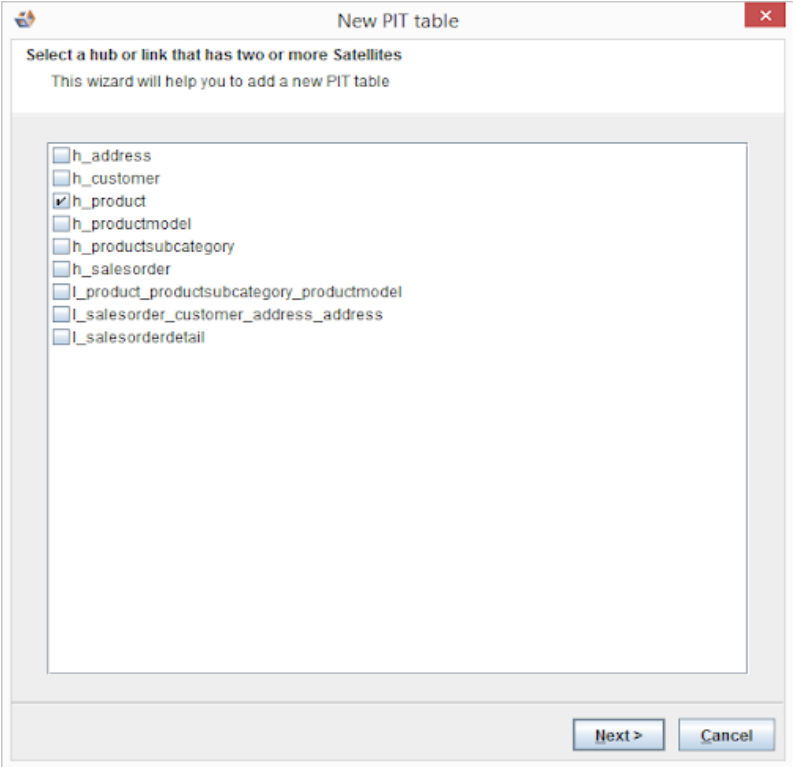 New PIT table
Select a hub or link that has two or more Satellites
This wizard will help you to add a new PIT table
h_address
h_customer
h_product
h_productmodel
h_productsubcategory
h_salesorder
l_product_productsubcategory_productmodel
l_salesorder_customer_address_address
l_salesorderdetail
Next >
Cancel